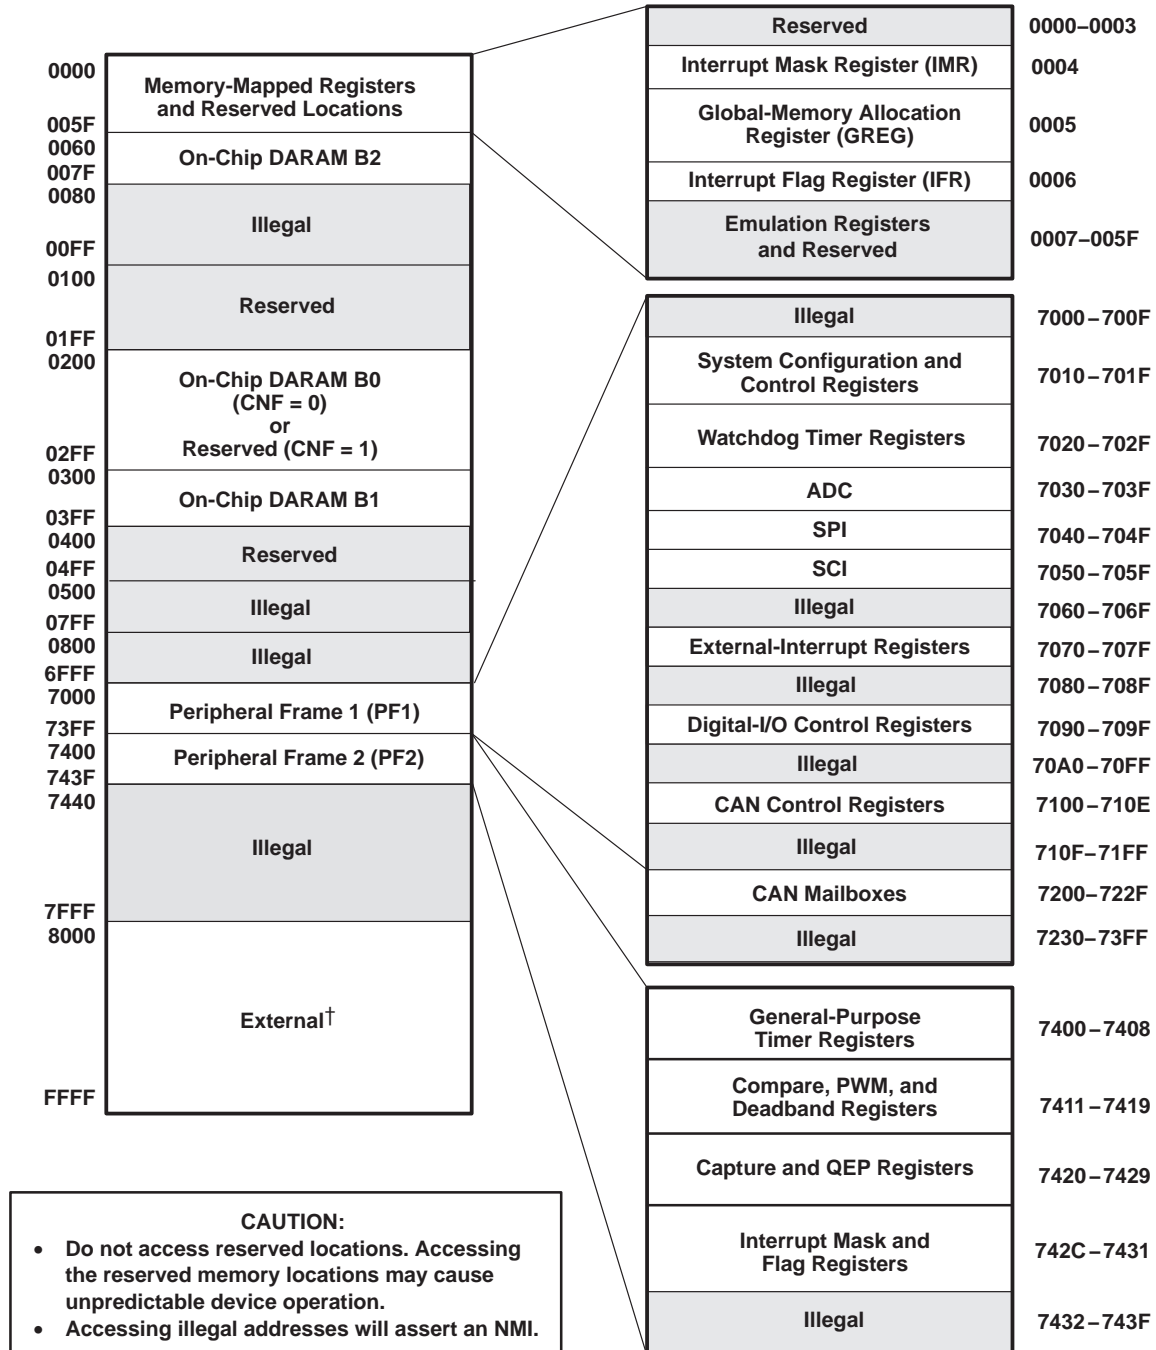 0000
Memory-Mapped Registers
and Reserved Locations
005F
0060
On-Chip DARAM B2
007F
0080
Illegal
00FF
0100
Reserved
01FF
0200
On-Chip DARAM B0
(CNF = 0)
or
Reserved (CNF = 1)
02FF
0300
On-Chip DARAM B1
03FF
0400
Reserved
04FF
0500
Illegal
07FF
0800
Illegal
6FFF
7000
Peripheral Frame 1 (PF1)
73FF
7400
Peripheral Frame 2 (PF2)
743F
7440
Illegal
7FFF
8000
External†
FFFF
Reserved 0000–0003
Interrupt Mask Register (IMR) 0004
Global-Memory Allocation
Register (GREG) 0005
Interrupt Flag Register (IFR) 0006
Emulation Registers
and Reserved 0007–005F
Illegal 7000–700F
System Configuration and
Control Registers 7010–701F
Watchdog Timer Registers 7020–702F
ADC 7030–703F
SPI 7040–704F
SCI 7050–705F
Illegal 7060–706F
External-Interrupt Registers 7070–707F
Illegal 7080–708F
Digital-I/O Control Registers 7090–709F
Illegal 70A0–70FF
CAN Control Registers 7100–710E
Illegal 710F–71FF
CAN Mailboxes 7200–722F
Illegal 7230–73FF
General-Purpose
Timer Registers 7400–7408
Compare, PWM, and
Deadband Registers 7411–7419
Capture and QEP Registers 7420–7429
Interrupt Mask and
Flag Registers 742C–7431
Illegal 7432–743F
CAUTION:
• Do not access reserved locations. Accessing
the reserved memory locations may cause
unpredictable device operation.
• Accessing illegal addresses will assert an NMI.